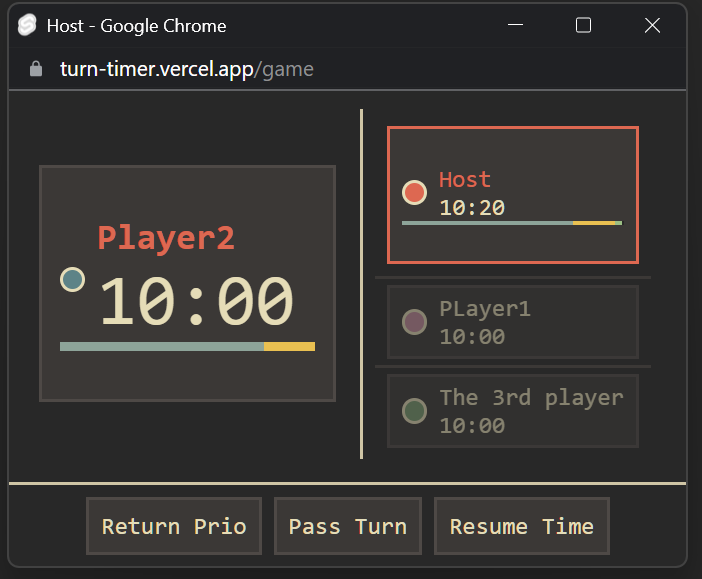 Host - Google Chrome
turn-timer.vercel.app/game
Player2
10:00
Host
10:20
PLayer1
10:00
The 3rd player
10:00
Return Prio
Pass Turn
Resume Time